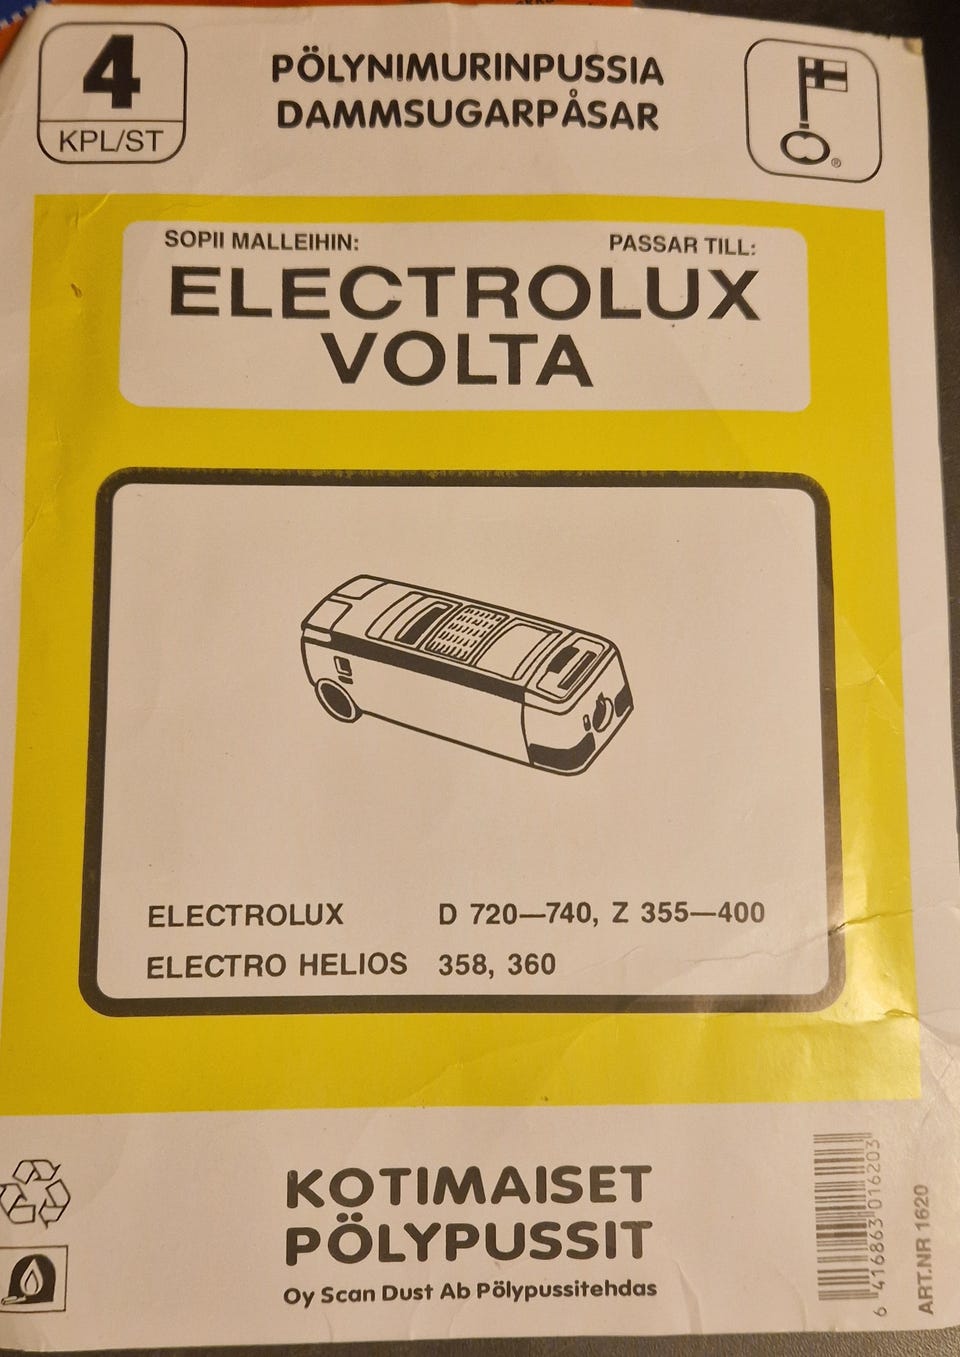 4
KPL/ST
PÖLYNIMURINPUSSIA
DAMMSUGARPÅSAR
®
SOPII MALLEIHIN:
PASSAR TILL:
ELECTROLUX
VOLTA
ELECTROLUX D 720—740, Z 355—400
ELECTRO HELIOS 358, 360
KOTIMAISET
PÖLYPUSSIT
Oy Scan Dust Ab Pölypussitehdas
6 416863 016203
ART.NR 1620